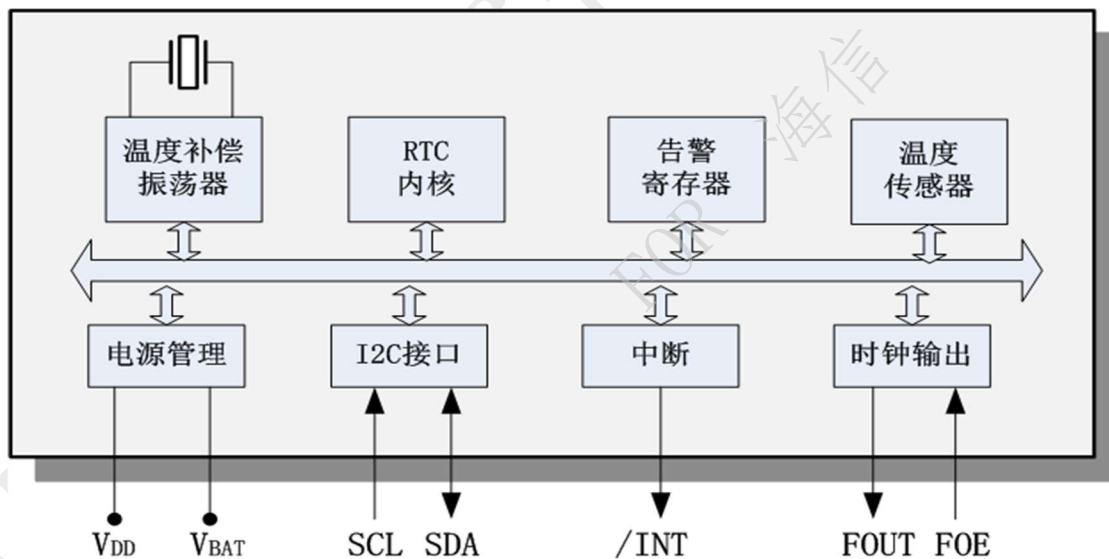 温度补偿
振荡器
RTC
内核
告警
寄存器
温度
传感器
电源管理
I2C接口
中断
时钟输出
VDD
VBAT
SCL
SDA
/INT
FOUT
FOE
FOR 海信